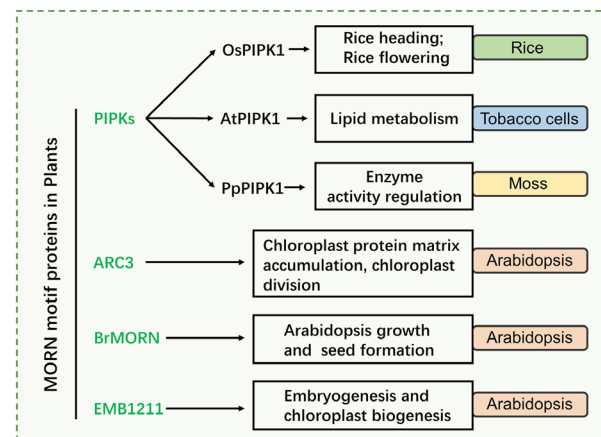 MORN motif proteins in Plants
PIPKs
OsPIPK1
Rice heading;
Rice flowering
Rice
AtPIPK1
Lipid metabolism
Tobacco cells
PpPIPK1
Enzyme
activity regulation
Moss
ARC3
Chloroplast protein matrix
accumulation, chloroplast
division
Arabidopsis
BrMORN
Arabidopsis growth
and seed formation
Arabidopsis
EMB1211
Embryogenesis and
chloroplast biogenesis
Arabidopsis